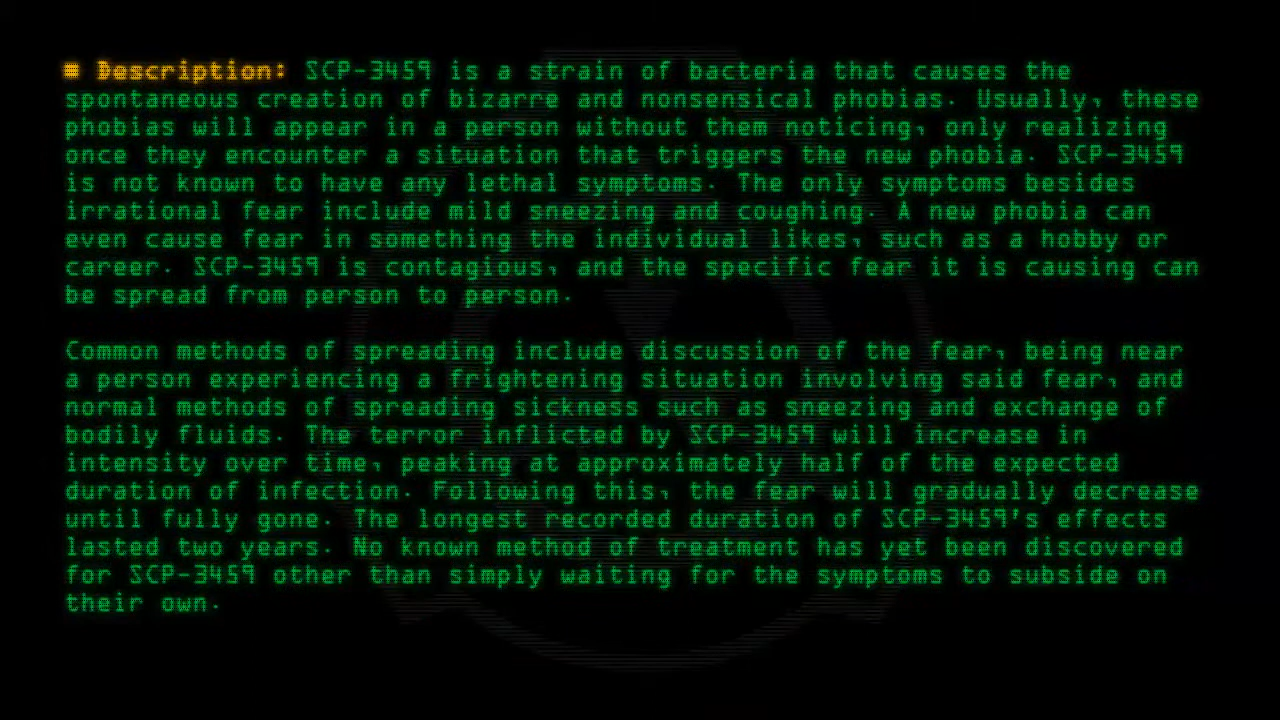 ■ Description: SCP-3459 is a strain of bacteria that causes the
spontaneous creation of bizarre and nonsensical phobias. Usually, these
phobias will appear in a person without them noticing, only realizing
once they encounter a situation that triggers the new phobia. SCP-3459
is not known to have any lethal symptoms. The only symptoms besides
irrational fear include mild sneezing and coughing. A new phobia can
even cause fear in something the individual likes, such as a hobby or
career. SCP-3459 is contagious, and the specific fear it is causing can
be spread from person to person.
Common methods of spreading include discussion of the fear, being near
a person experiencing a frightening situation involving said fear, and
normal methods of spreading sickness such as sneezing and exchange of
bodily fluids. The terror inflicted by SCP-3459 will increase in
intensity over time, peaking at approximately half of the expected
duration of infection. Following this, the fear will gradually decrease
until fully gone. The longest recorded duration of SCP-3459's effects
lasted two years. No known method of treatment has yet been discovered
for SCP-3459 other than simply waiting for the symptoms to subside on
their own.